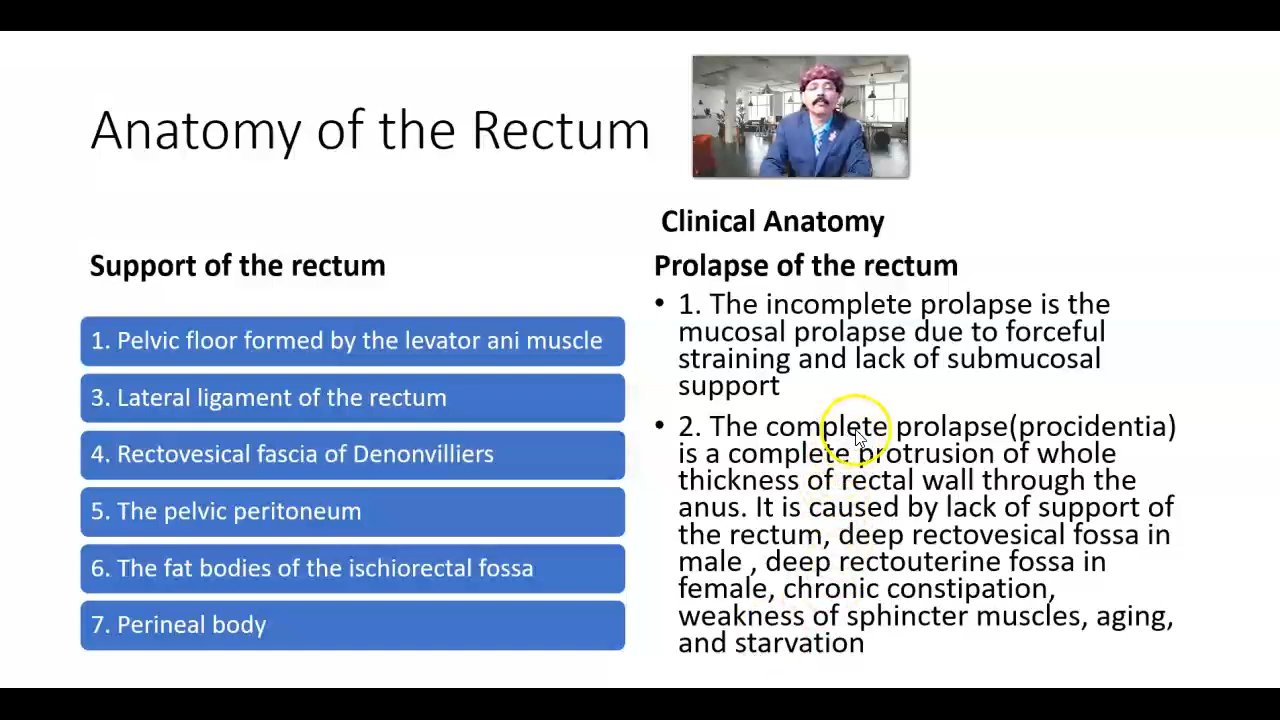 Anatomy of the Rectum
Support of the rectum
1. Pelvic floor formed by the levator ani muscle
3. Lateral ligament of the rectum
4. Rectovesical fascia of Denonvilliers
5. The pelvic peritoneum
6. The fat bodies of the ischiorectal fossa
7. Perineal body
Clinical Anatomy
Prolapse of the rectum
• 1. The incomplete prolapse is the
mucosal prolapse due to forceful
straining and lack of submucosal
support
• 2. The complete prolapse(procidentia)
is a complete protrusion of whole
thickness of rectal wall through the
anus. It is caused by lack of support of
the rectum, deep rectovesical fossa in
male , deep rectouterine fossa in
female, chronic constipation,
weakness of sphincter muscles, aging,
and starvation